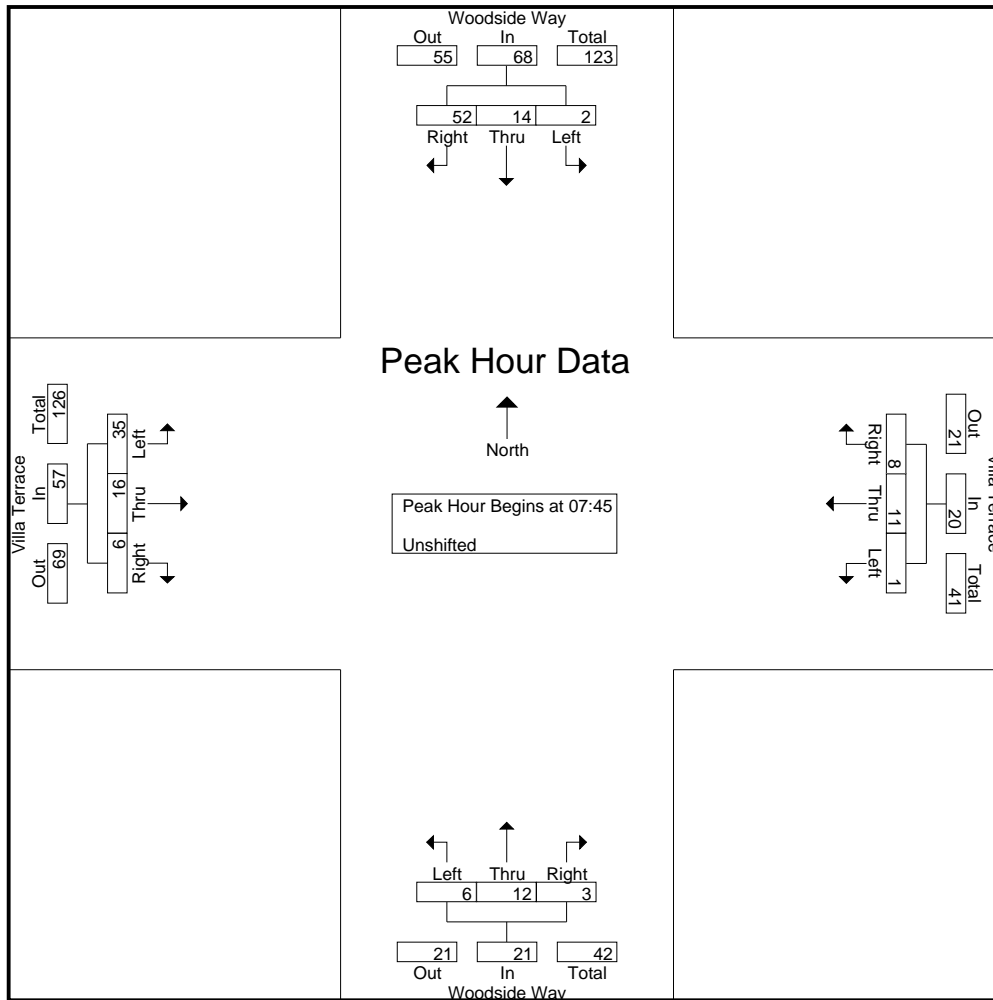 Woodside Way
Out In Total
55 68 123
52 14 2
Right Thru Left
Peak Hour Data
North
Peak Hour Begins at 07:45
Unshifted
Villa Terrace
Total In Out
126 57 69
35 16 6
Left Thru Right
Villa Terrace
Out In Total
21 20 41
8 11 1
Right Thru Left
Left Thru Right
6 12 3
21 21 42
Out In Total
Woodside Way